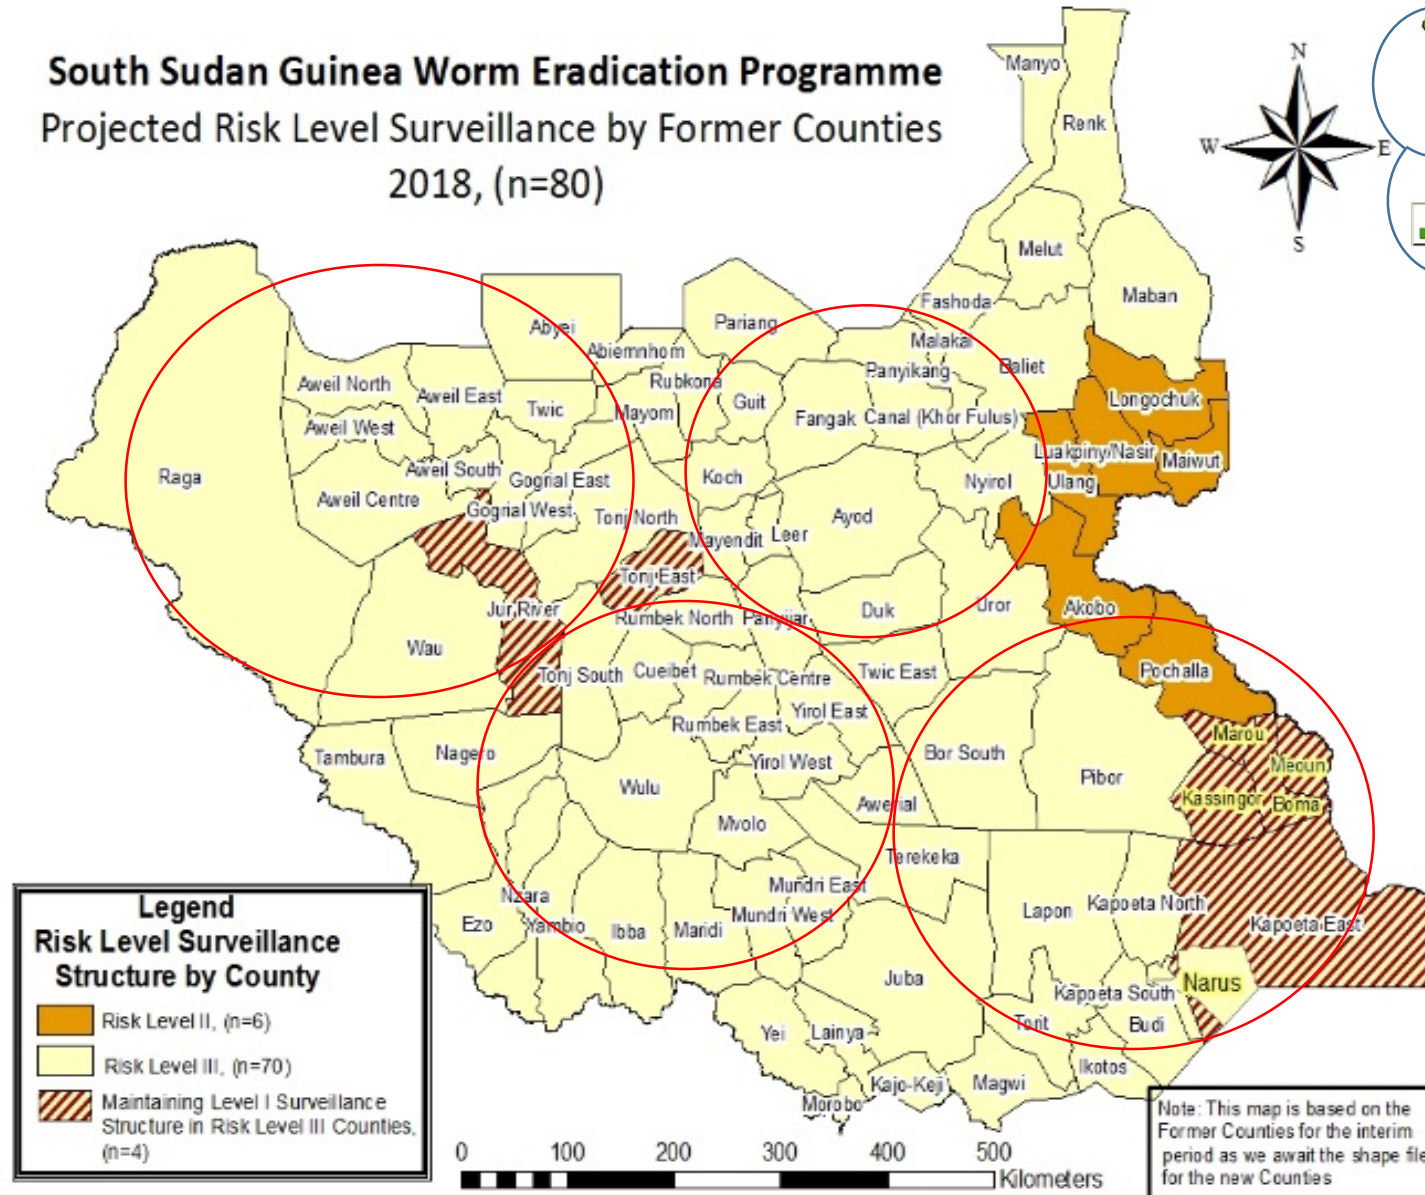 South Sudan Guinea Worm Eradication Programme
Projected Risk Level Surveillance by Former Counties
2018, (n=80)
N
W
E
S
Manyo
Renk
Melut
Maban
Fashoda
Abyei
Pariang
Malakal
Abiemnhom
Baliet
Panyikang
Rubkona
Aweil North
Aweil East
Twic
Mayom
Guit
Fangak
Canal (Khor Fulus)
Longochuk
Aweil West
Luakpiny/Nasir
Maiwut
Raga
Aweil South
Gogrial East
Koch
Nyirol
Ulang
Aweil Centre
Gogrial West
Tonj North
Ayod
Mayendit
Leer
Tonj East
Jur River
Rumbek North
Panyijar
Duk
Uror
Akobo
Wau
Tonj South
Cueibet
Rumbek Centre
Twic East
Pochalla
Rumbek East
Yirol East
Marou
Tambura
Nagero
Yirol West
Bor South
Meoun
Wulu
Pibor
Kassingor
Boma
Awerial
Mvolo
Terekeka
Mundri East
Nzara
Mundri West
Lapon
Kapoeta North
Ezo
Yambio
Ibba
Maridi
Kapoeta East
Juba
Narus
Kapoeta South
Yei
Lainya
Torit
Budi
Ikotos
Kajo-Keji
Magwi
Morobo
Legend
Risk Level Surveillance
Structure by County
Risk Level II, (n=6)
Risk Level III, (n=70)
Maintaining Level I Surveillance
Structure in Risk Level III Counties,
(n=4)
0 100 200 300 400 500
Kilometers
Note: This map is based on the
Former Counties for the interim
period as we await the shape file
for the new Counties